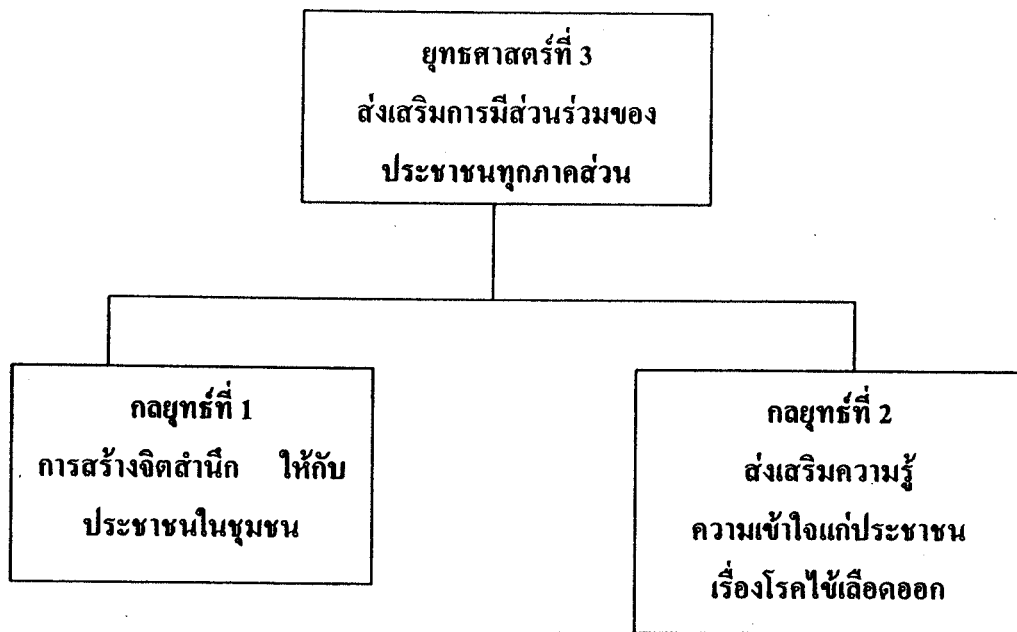 ยุทธศาสตร์ที่ 3
ส่งเสริมการมีส่วนร่วมของ
ประชาชนทุกภาคส่วน
กลยุทธ์ที่ 1
การสร้างจิตสำนึก ให้กับ
ประชาชนในชุมชน
กลยุทธ์ที่ 2
ส่งเสริมความรู้
ความเข้าใจแก่ประชาชน
เรื่องโรคไข้เลือดออก